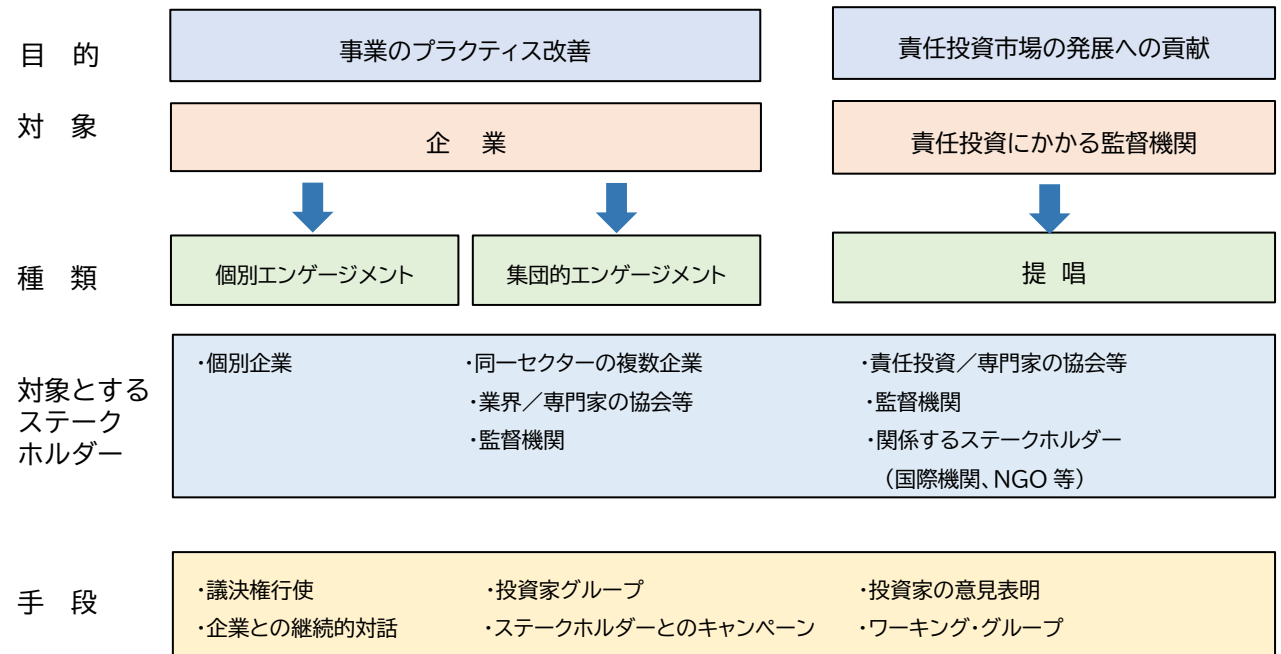 目 的
事業のプラクティス改善
責任投資市場の発展への貢献
対 象
企 業
責任投資にかかる監督機関
種 類
個別エンゲージメント
集団的エンゲージメント
提 唱
対象とする
ステーク
ホルダー
・個別企業
・同一セクターの複数企業
・業界／専門家の協会等
・監督機関
・責任投資／専門家の協会等
・監督機関
・関係するステークホルダー
（国際機関、NGO 等）
手 段
・議決権行使
・企業との継続的対話
・投資家グループ
・ステークホルダーとのキャンペーン
・投資家の意見表明
・ワーキング・グループ